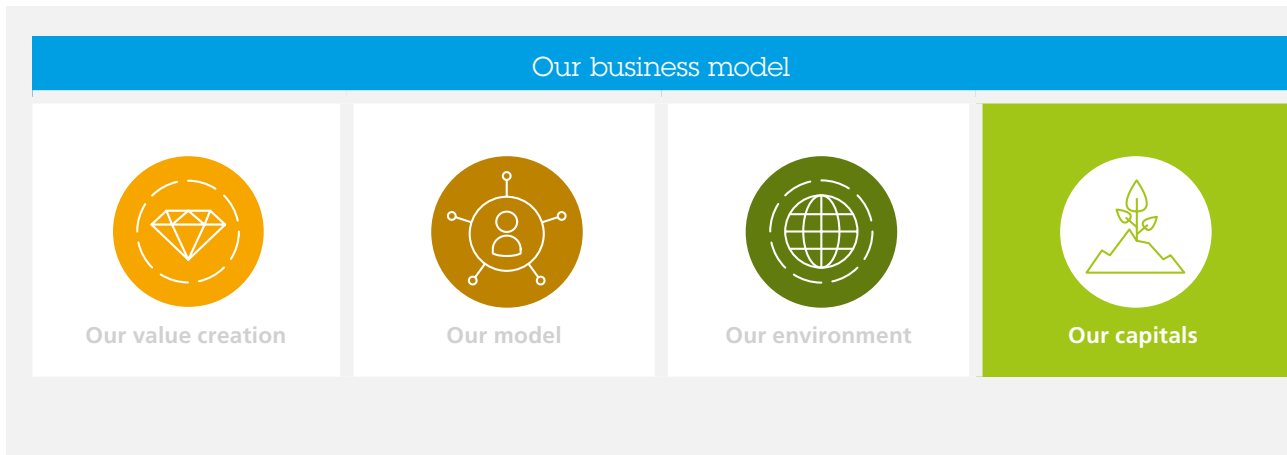 Our business model
Our value creation
Our model
Our environment
Our capitals